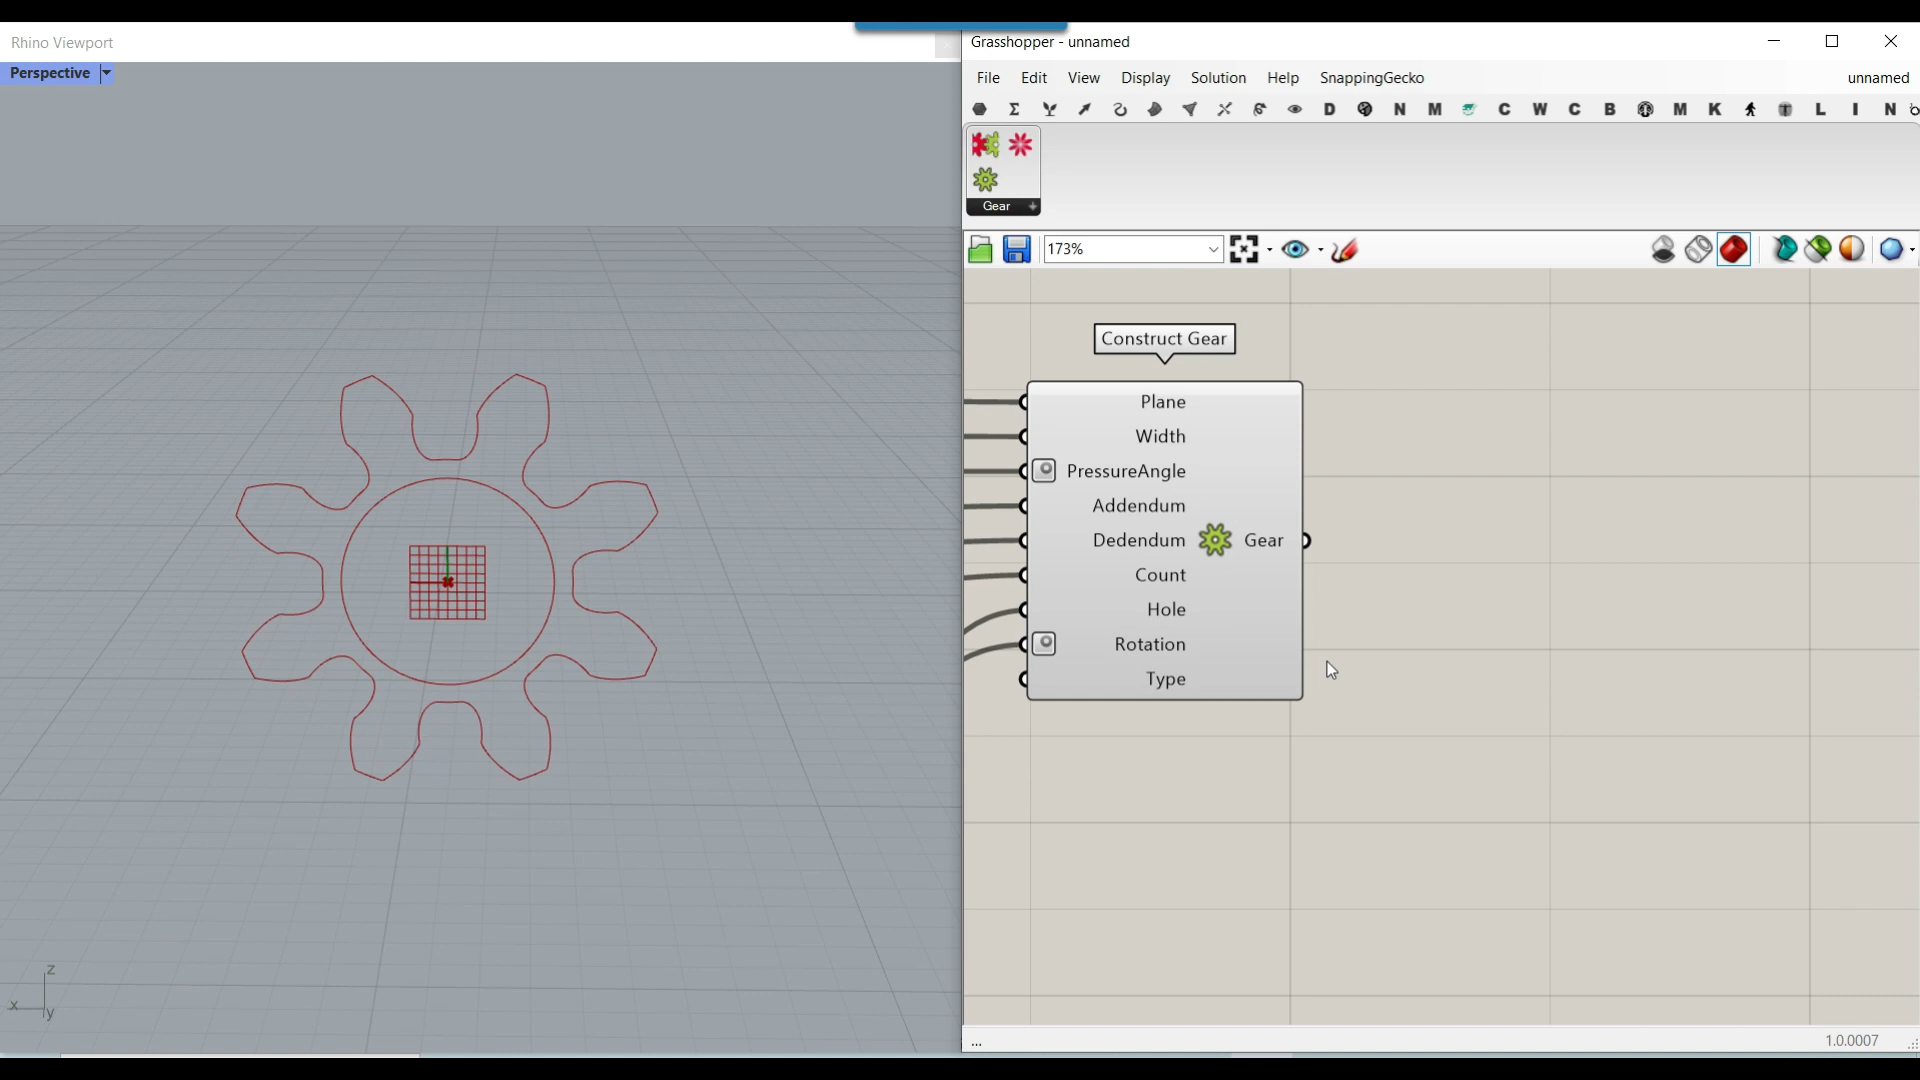 Rhino Viewport
Perspective
z
x
y
Grasshopper - unnamed
File Edit View Display Solution Help SnappingGecko unnamed
D N M C W C B M K L I N
Gear
173%
Construct Gear
Plane
Width
PressureAngle
Addendum
Dedendum Gear
Count
Hole
Rotation
Type
... 1.0.0007